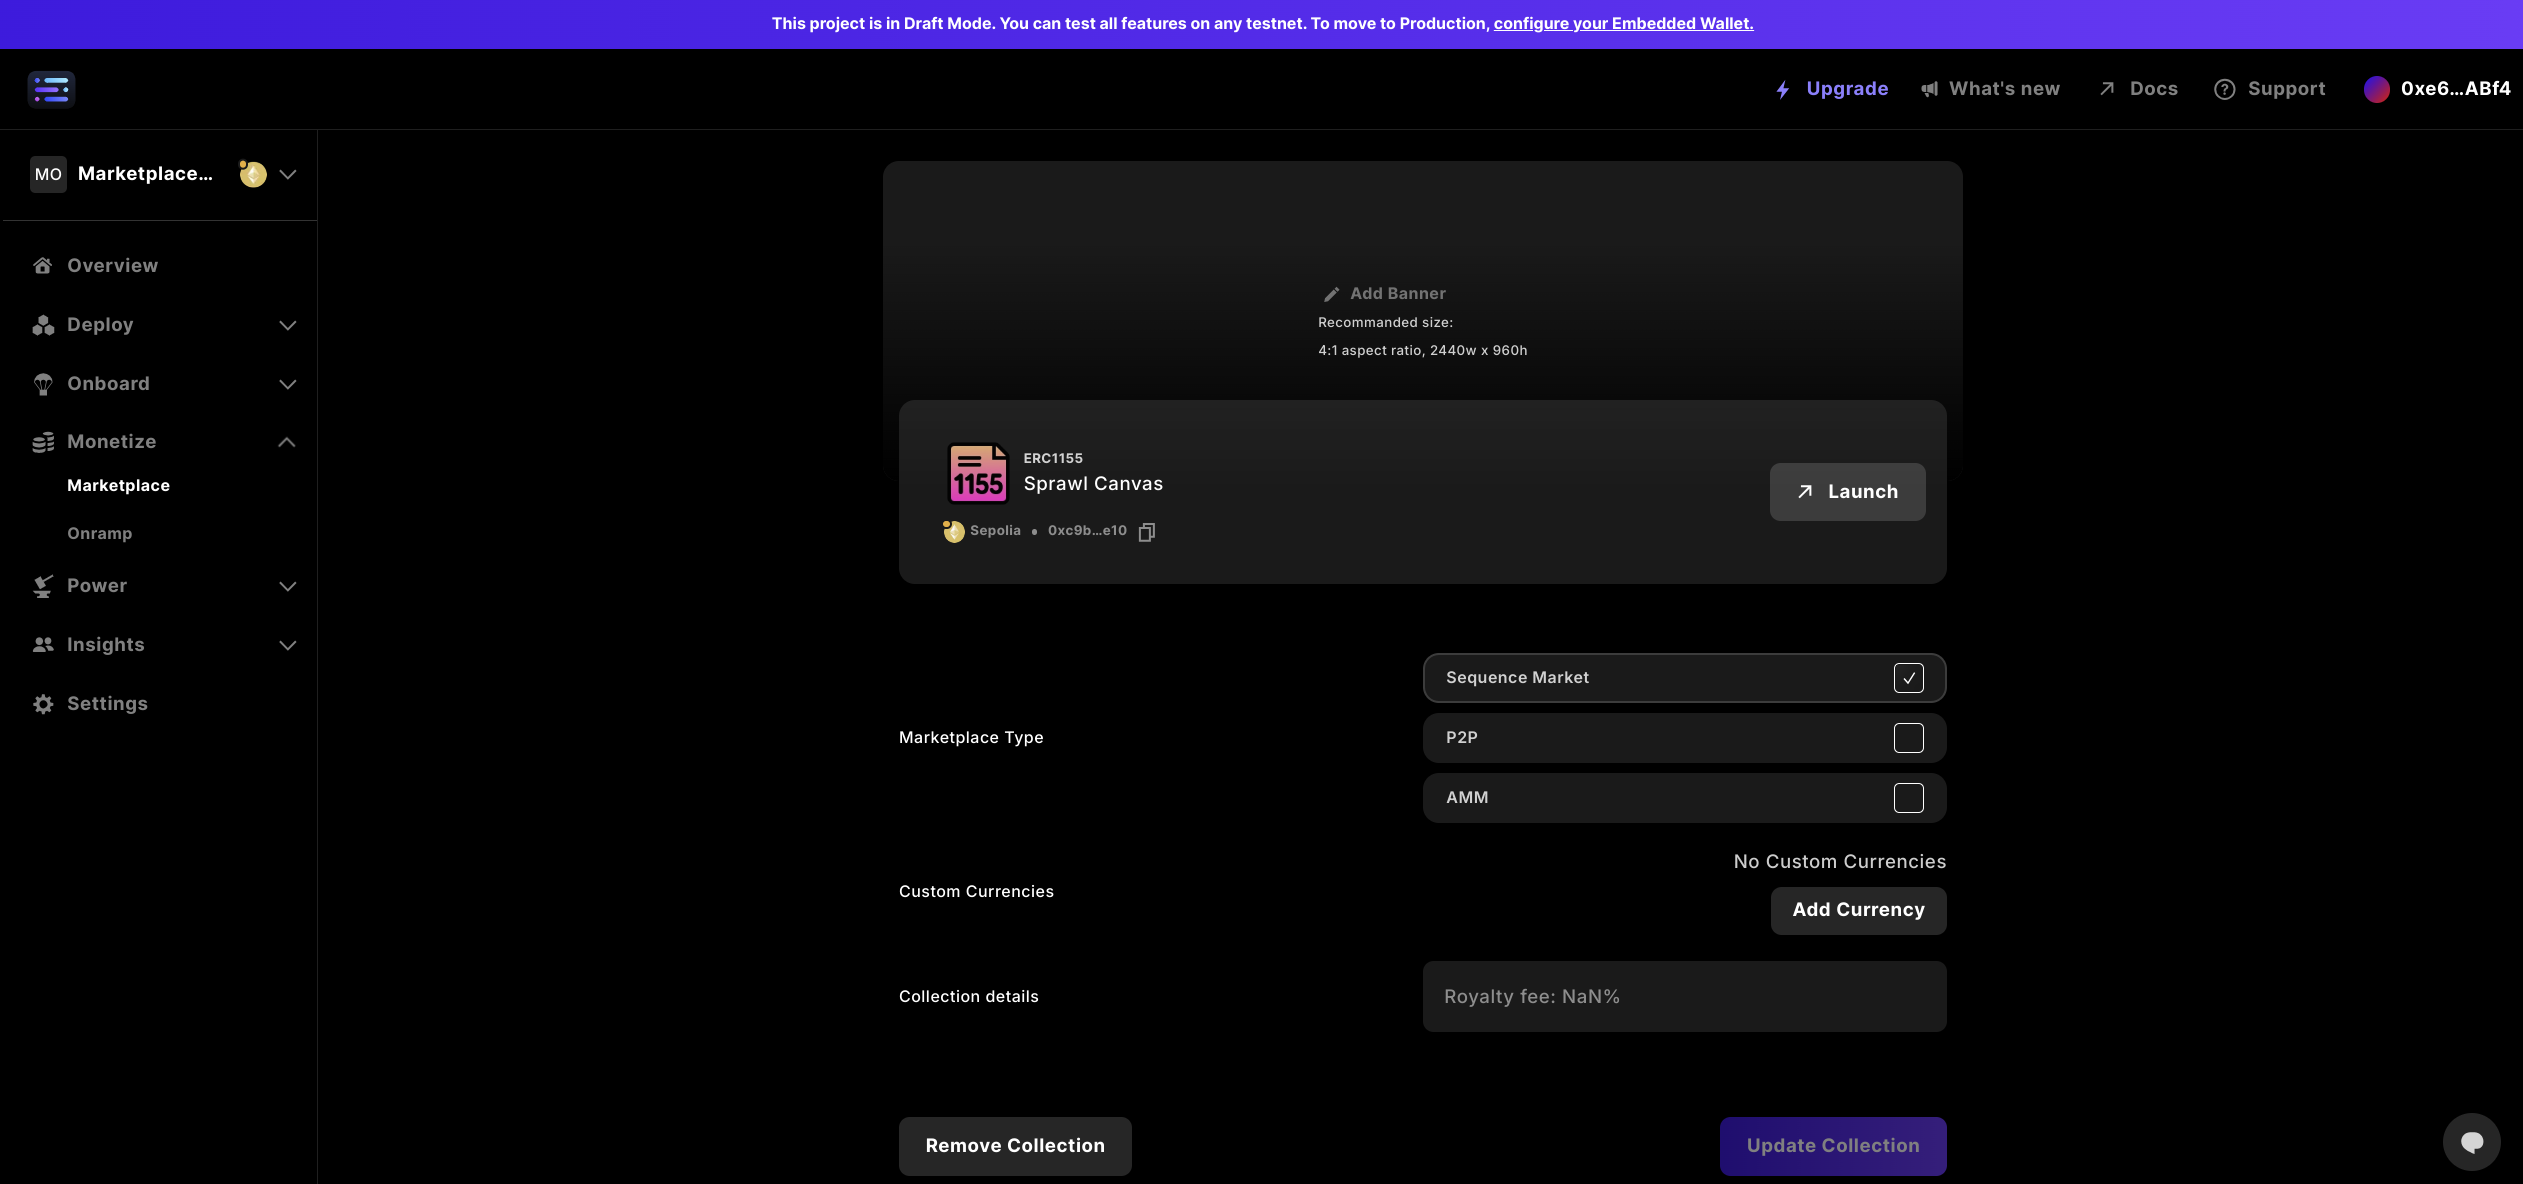 This project is in Draft Mode. You can test all features on any testnet. To move to Production, configure your Embedded Wallet.
Upgrade
What's new
Docs
Support
0xe6...ABf4
MO
Marketplace...
Overview
Deploy
Onboard
Monetize
Marketplace
Onramp
Power
Insights
Settings
Add Banner
Recommanded size:
4:1 aspect ratio, 2440w x 960h
1155
ERC1155
Sprawl Canvas
Sepolia • 0xc9b...e10
Launch
Marketplace Type
Sequence Market
P2P
AMM
Custom Currencies
No Custom Currencies
Add Currency
Collection details
Royalty fee: NaN%
Remove Collection
Update Collection